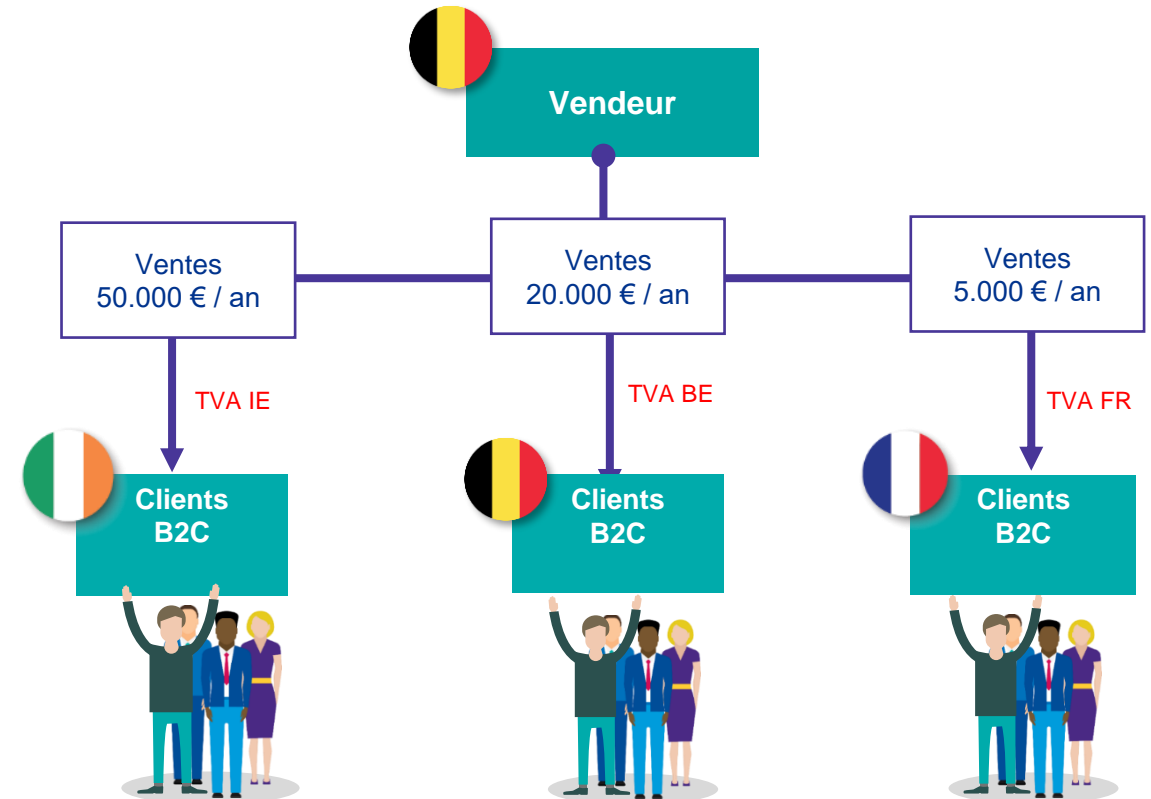 Vendeur
Ventes
50.000 € / an
Ventes
20.000 € / an
Ventes
5.000 € / an
TVA IE
TVA BE
TVA FR
Clients
B2C
Clients
B2C
Clients
B2C